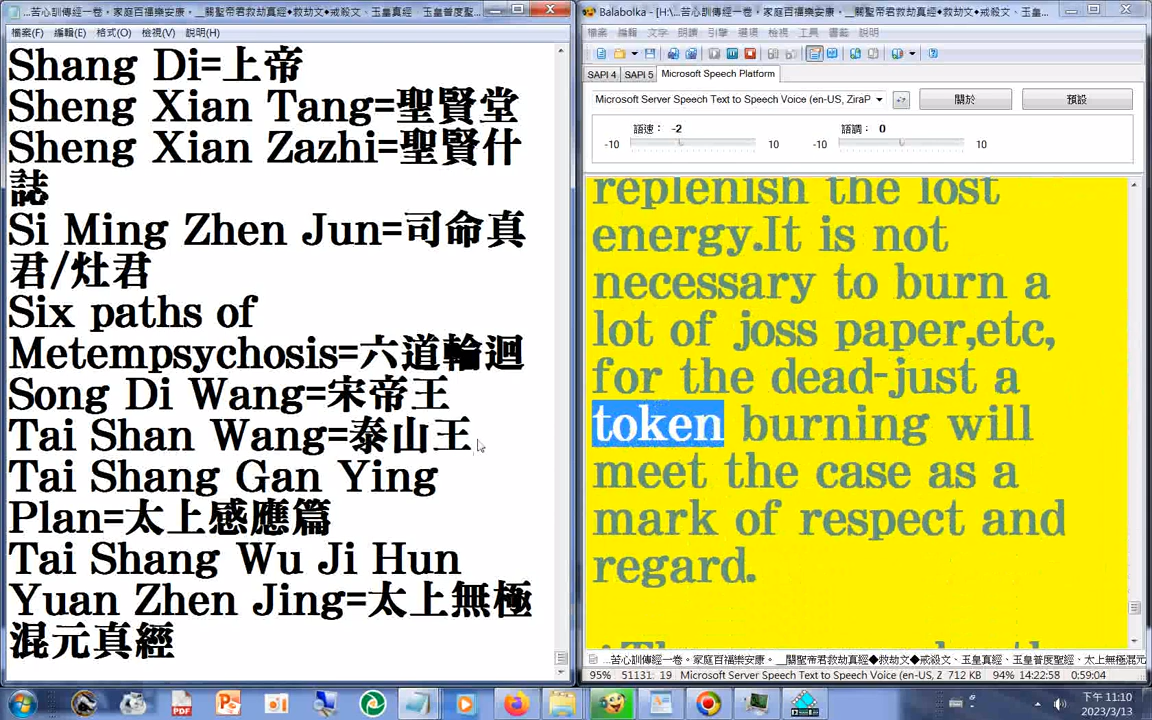 ...苦心訓傳經一卷。家庭百福樂安康。__關聖帝君救劫真經◆救劫文◆戒殺文、玉皇真經、玉皇普度聖經...
檔案(F) 編輯(E) 格式(O) 檢視(V) 說明(H)
Shang Di=上帝
Sheng Xian Tang=聖賢堂
Sheng Xian Zazhi=聖賢什
誌
Si Ming Zhen Jun=司命真
君/灶君
Six paths of
Metempsychosis=六道輪迴
Song Di Wang=宋帝王
Tai Shan Wang=泰山王
Tai Shang Gan Ying
Plan=太上感應篇
Tai Shang Wu Ji Hun
Yuan Zhen Jing=太上無極
混元真經
Balabolka - [H:\...苦心訓傳經一卷。家庭百福樂安康。__關聖帝君救劫真經◆救劫文◆戒殺文、玉皇真...
檔案 編輯 文字 朗讀 引擎 選項 檢視 工具 書籤 說明
SAPI 4 SAPI 5 Microsoft Speech Platform
Microsoft Server Speech Text to Speech Voice (en-US, ZiraP
關於
預設
語速： -2 語調： 0
-10 10 -10 10
replenish the lost
energy.It is not
necessary to burn a
lot of joss paper,etc,
for the dead-just a
token burning will
meet the case as a
mark of respect and
regard.
...苦心訓傳經一卷。家庭百福樂安康。__關聖帝君救劫真經◆救劫文◆戒殺文、玉皇真經、玉皇普度聖經、太上無極混元
95% 51131: 19 Microsoft Server Speech Text to Speech Voice (en-US, Z 712 KB 94% 14:22:58 0:59:04
PDF
下午 11:10
2023/3/13